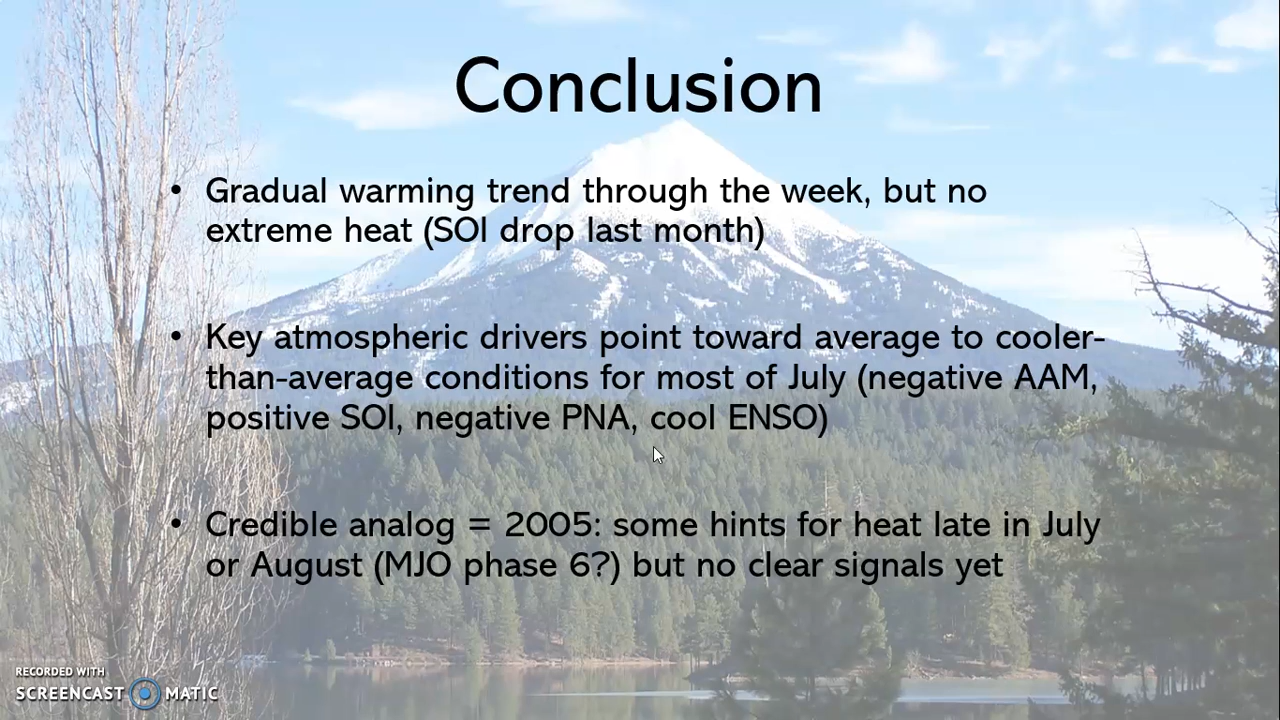 Conclusion
• Gradual warming trend through the week, but no
extreme heat (SOI drop last month)
• Key atmospheric drivers point toward average to cooler-
than-average conditions for most of July (negative AAM,
positive SOI, negative PNA, cool ENSO)
• Credible analog = 2005: some hints for heat late in July
or August (MJO phase 6?) but no clear signals yet
RECORDED WITH
SCREENCAST MATIC